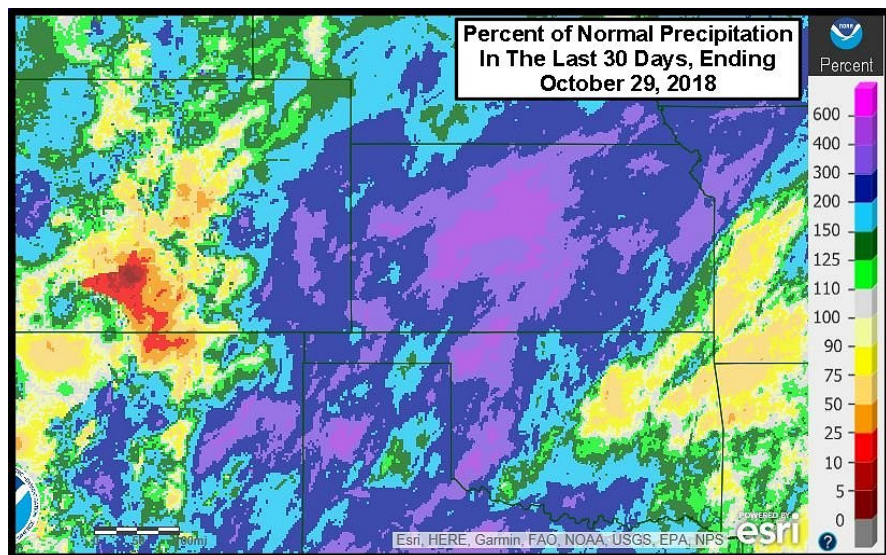 Percent of Normal Precipitation
In The Last 30 Days, Ending
October 29, 2018
NOAA
Percent
600
400
300
200
150
125
110
100
90
75
50
25
10
5
0
?
POWERED BY
esri
Esri, HERE, Garmin, FAO, NOAA, USGS, EPA, NPS